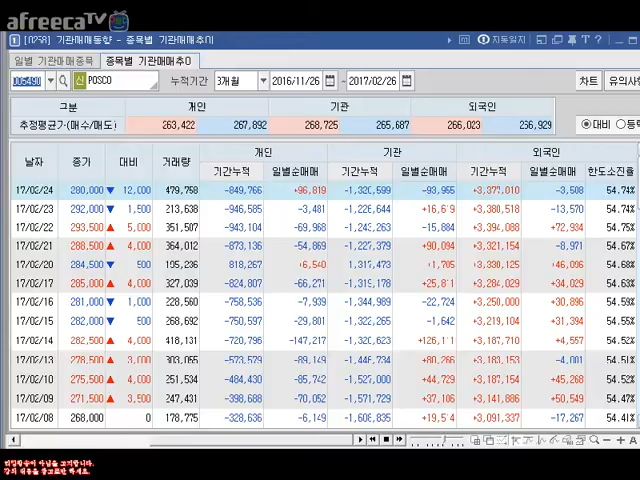 afreecaTV
[0258] 기관매매동향 - 종목별 기관매매추이
자동일지
일별 기관매매종목 종목별 기관매매추이
005490 신 POSCO 누적기간 3개월 2016/11/26 ~ 2017/02/26 차트 유의사
구분 개인 기관 외국인
추정평균가(매수/매도) 263,422 267,892 268,725 265,687 266,023 256,929 대비
날짜 종가 대비 거래량 개인 기관 외국인
기간누적 일별순매매 기간누적 일별순매매 기간누적 일별순매매 한도소진율
17/02/24 280,000 ▼ 12,000 479,758 -849,766 +96,819 -1,320,599 -93,955 +3,377,010 -3,508 54.74%
17/02/23 292,000 ▼ 1,500 213,638 -946,585 -3,481 -1,226,644 +16,619 +3,380,518 -13,570 54.74%
17/02/22 293,500 ▲ 5,000 351,507 -943,104 -69,968 -1,243,263 -15,884 +3,394,088 +72,934 54.75%
17/02/21 288,500 ▲ 4,000 364,012 -873,136 -54,869 -1,227,379 +90,094 +3,321,154 -8,971 54.67%
17/02/20 284,500 ▼ 500 195,236 818,267 +6,540 1,317,473 +1,705 +3,330,125 +46,096 54.68%
17/02/17 285,000 ▲ 4,000 327,039 -824,807 -66,271 -1,319,178 +25,811 +3,284,029 +34,029 54.63%
17/02/16 281,000 ▼ 1,000 228,560 -758,536 -7,939 -1,344,989 -22,724 +3,250,000 +30,896 54.59%
17/02/15 282,000 ▼ 500 268,692 -750,597 -29,801 -1,322,265 -1,642 +3,219,104 +31,394 54.55%
17/02/14 282,500 ▲ 4,000 418,131 -720,796 -147,217 -1,320,623 +126,111 +3,187,710 +4,557 54.52%
17/02/13 278,500 ▲ 3,000 303,055 -573,579 -89,149 -1,446,734 +80,266 +3,183,153 -4,001 54.51%
17/02/10 275,500 ▲ 4,000 251,534 -484,430 -85,742 -1,527,000 +44,729 +3,187,154 +45,268 54.52%
17/02/09 271,500 ▲ 3,500 247,431 -398,688 -70,052 -1,571,729 +37,106 +3,141,886 +50,549 54.47%
17/02/08 268,000 0 178,775 -328,636 -6,149 -1,608,835 +19,514 +3,091,337 -17,267 54.41%